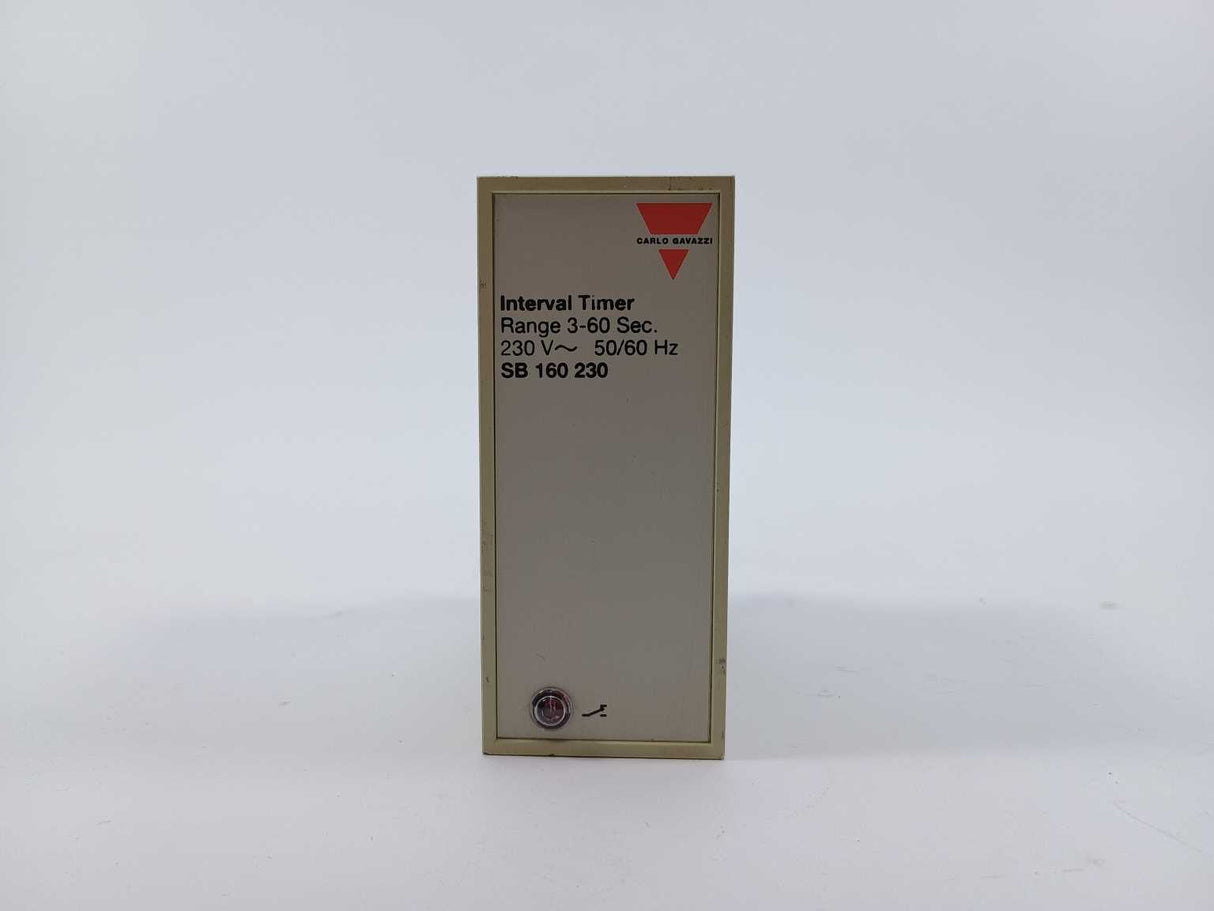 CARLO GAVAZZI
Interval Timer
Range 3-60 Sec.
230 V~ 50/60 Hz
SB 160 230